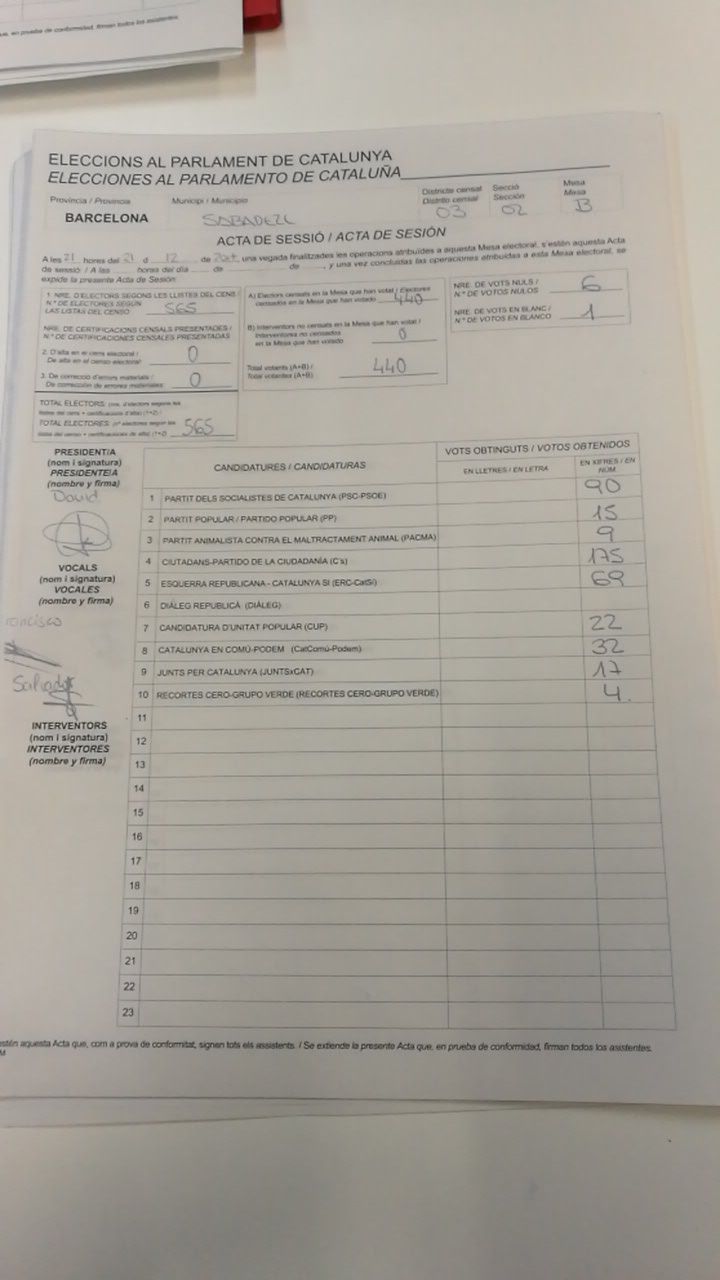 que, en prueba de conformidad, firman todos los asistentes.
ELECCIONS AL PARLAMENT DE CATALUNYA
ELECCIONES AL PARLAMENTO DE CATALUÑA
Província / Provincia
Municipi / Municipio
Districte censal
Distrito censal
Secció
Sección
Mesa
Mesa
BARCELONA
SABADELL
03
02
B
ACTA DE SESSIÓ / ACTA DE SESIÓN
A les 21 hores del 21 d 12 de 2017, una vegada finalitzades les operacions atribuïdes a aquesta Mesa electoral, s'estén aquesta Acta
de sessió / A las horas del día de de , y una vez concluidas las operaciones atribuidas a esta Mesa electoral, se
expide la presente Acta de Sesión:
1. NRE. D'ELECTORS SEGONS LES LLISTES DEL CENS
N.º DE ELECTORES SEGÚN
LAS LISTAS DEL CENSO 565
NRE. DE CERTIFICACIONS CENSALS PRESENTADES /
N.º DE CERTIFICACIONES CENSALES PRESENTADAS
2. D'alta en el cens electoral /
De alta en el censo electoral 0
3. De correcció d'errors materials /
De corrección de errores materiales 0
TOTAL ELECTORS: (nre. d'electors segons les
llistes del cens + certificacions d'alta) (1+2) /
TOTAL ELECTORES: (nº electores según las
listas del censo + certificaciones de alta) (1+2) 565
A) Electors censats en la Mesa que han votat / Electores
censados en la Mesa que han votado 440
B) Interventors no censats en la Mesa que han votat /
Interventores no censados
en la Mesa que han votado 0
Total votants (A+B) /
Total votantes (A+B) 440
NRE. DE VOTS NULS /
N.º DE VOTOS NULOS 6
NRE. DE VOTS EN BLANC /
N.º DE VOTOS EN BLANCO 1
PRESIDENT/A
(nom i signatura)
PRESIDENTE/A
(nombre y firma)
David
VOCALS
(nom i signatura)
VOCALES
(nombre y firma)
rancisco
Salvador
INTERVENTORS
(nom i signatura)
INTERVENTORES
(nombre y firma)
CANDIDATURES / CANDIDATURAS
VOTS OBTINGUTS / VOTOS OBTENIDOS
EN LLETRES / EN LETRA
EN XIFRES / EN
NÚM.
1 PARTIT DELS SOCIALISTES DE CATALUNYA (PSC-PSOE) 90
2 PARTIT POPULAR / PARTIDO POPULAR (PP) 15
3 PARTIT ANIMALISTA CONTRA EL MALTRACTAMENT ANIMAL (PACMA) 9
4 CIUTADANS-PARTIDO DE LA CIUDADANÍA (C's) 175
5 ESQUERRA REPUBLICANA - CATALUNYA SÍ (ERC-CatSí) 69
6 DIÀLEG REPUBLICÀ (DIÀLEG)
7 CANDIDATURA D'UNITAT POPULAR (CUP) 22
8 CATALUNYA EN COMÚ-PODEM (CatComú-Podem) 32
9 JUNTS PER CATALUNYA (JUNTSxCAT) 17
10 RECORTES CERO-GRUPO VERDE (RECORTES CERO-GRUPO VERDE) 4.
11
12
13
14
15
16
17
18
19
20
21
22
23
estén aquesta Acta que, com a prova de conformitat, signen tots els assistents. / Se extiende la presente Acta que, en prueba de conformidad, firman todos los asistentes.
M